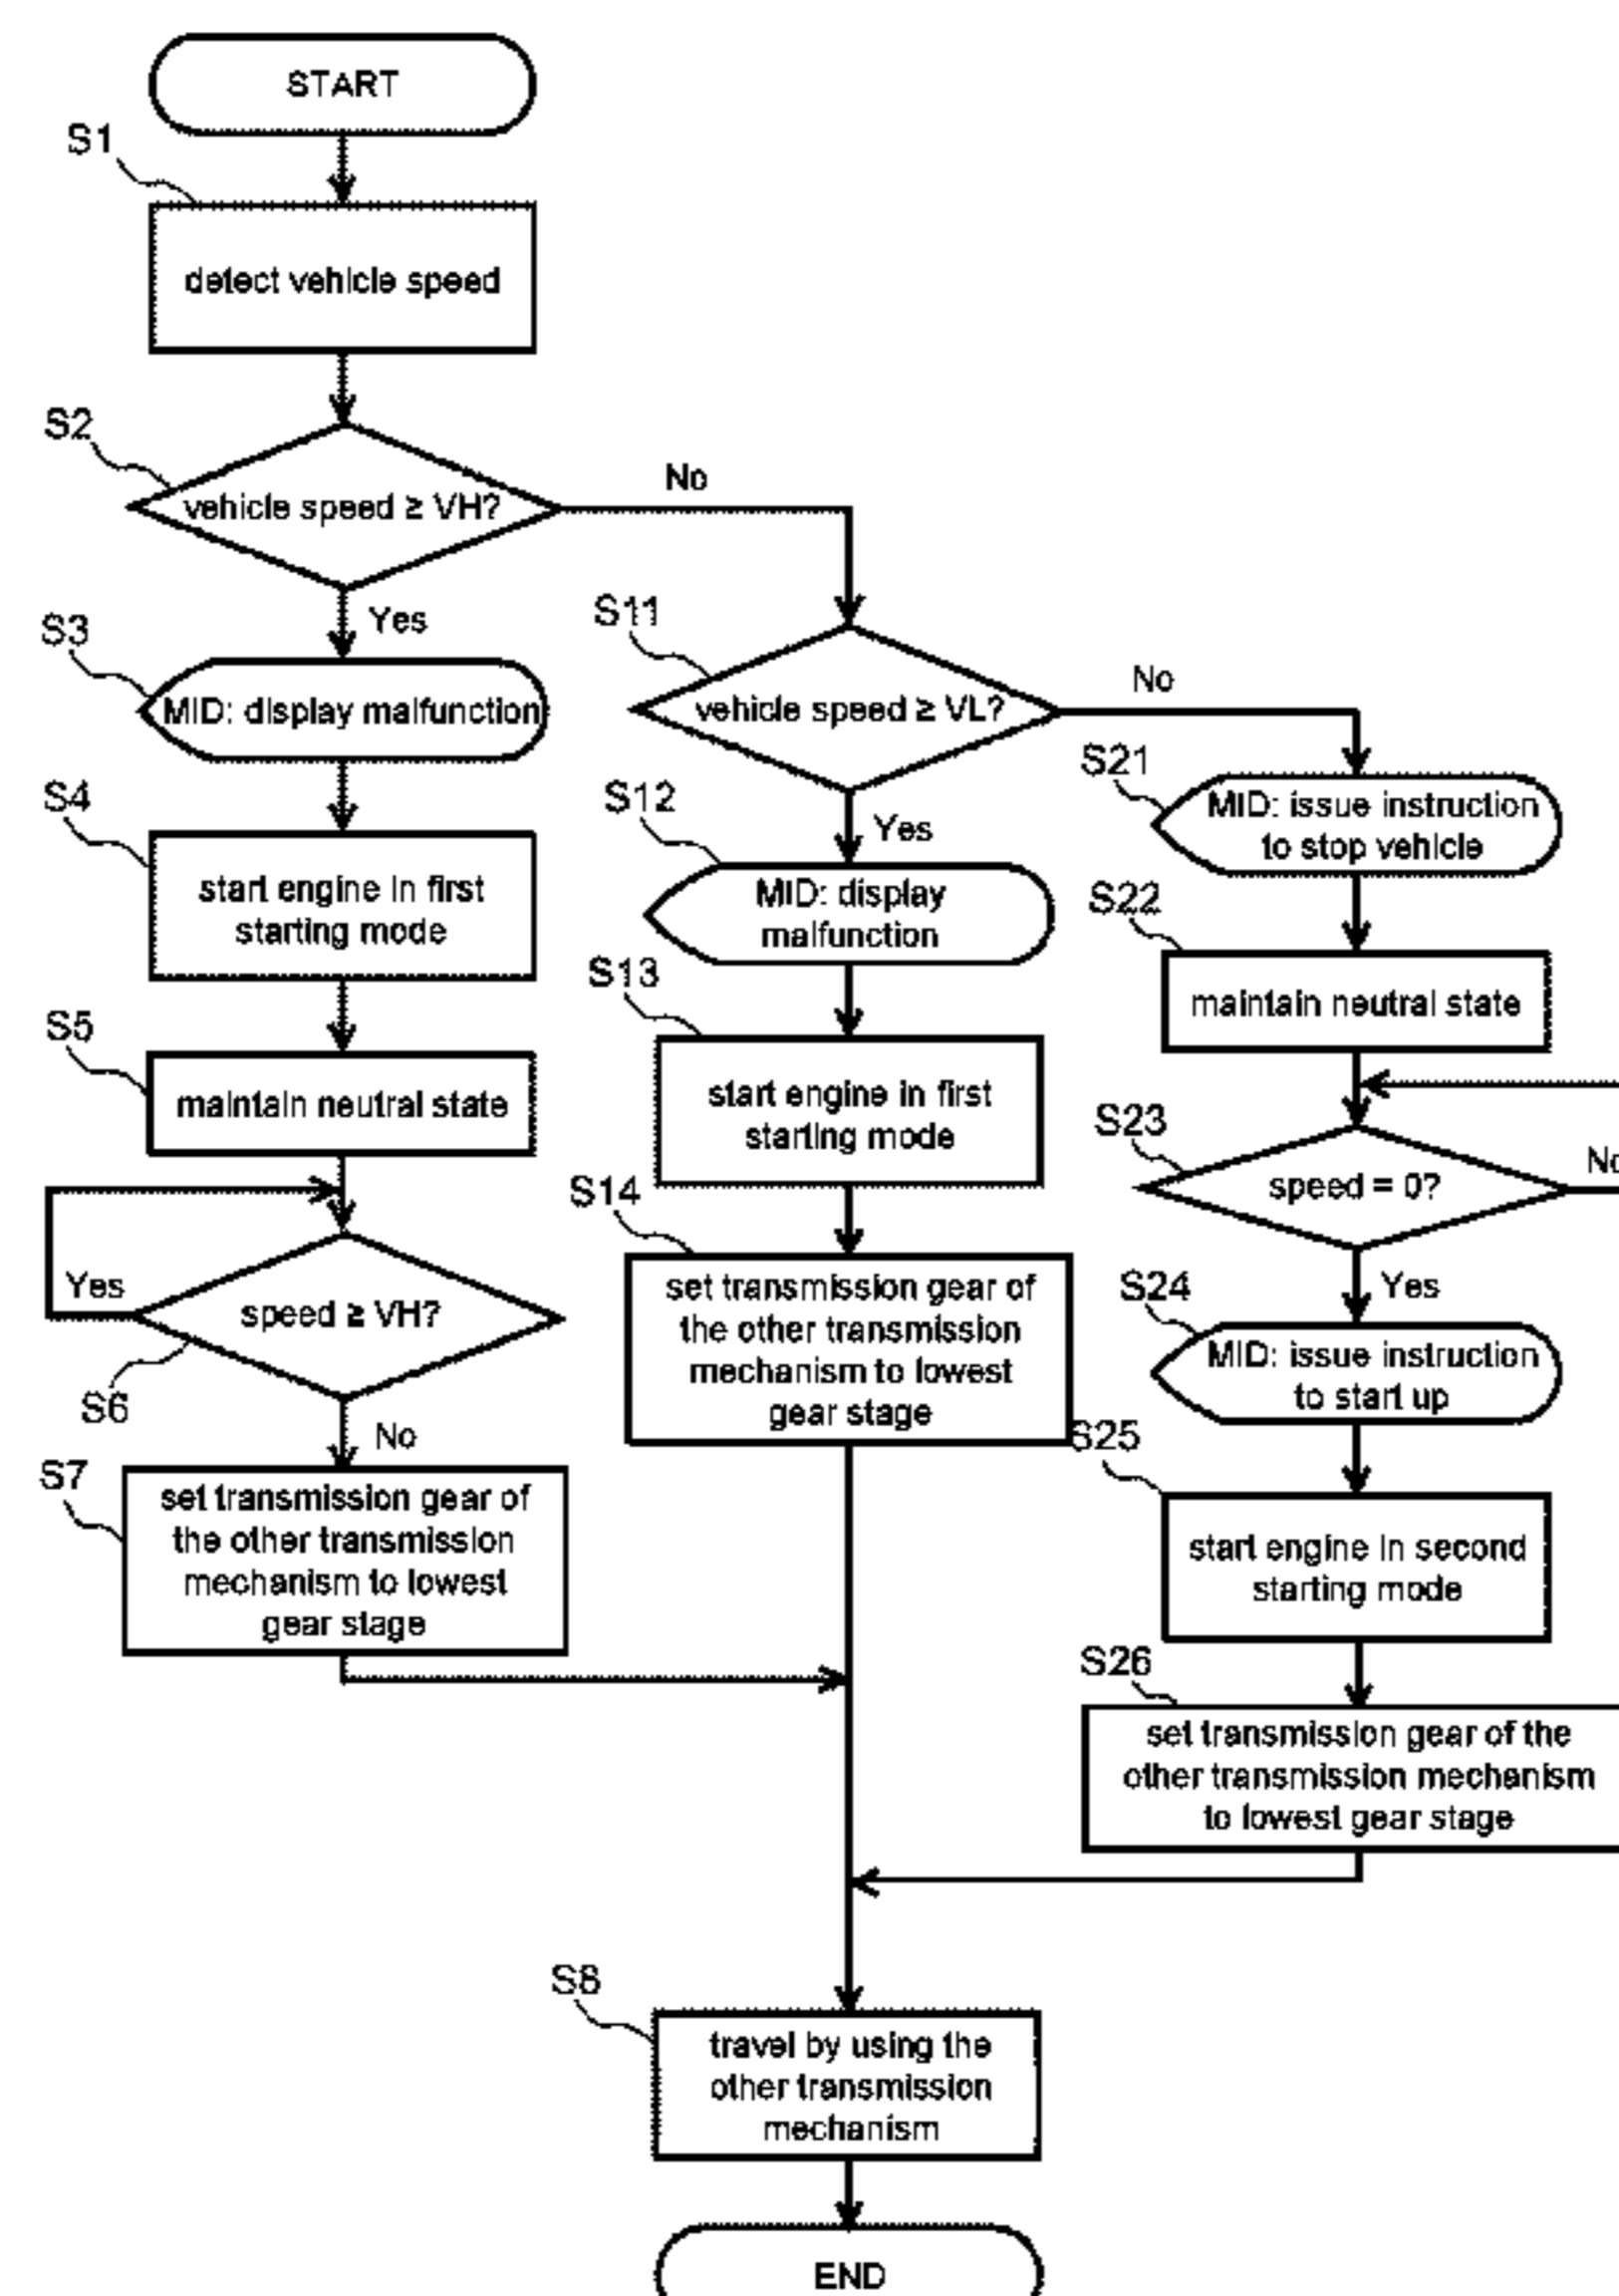 START
S1
detect vehicle speed
S2
vehicle speed ≥ VH?
No
Yes
S3
MID: display malfunction
S4
start engine in first
starting mode
S5
maintain neutral state
Yes
speed ≥ VH?
S6
No
S7
set transmission gear of
the other transmission
mechanism to lowest
gear stage
S11
vehicle speed ≥ VL?
No
Yes
S12
MID: display
malfunction
S13
start engine in first
starting mode
S14
set transmission gear of
the other transmission
mechanism to lowest
gear stage
S21
MID: issue instruction
to stop vehicle
S22
maintain neutral state
S23
speed = 0?
No
Yes
S24
MID: issue instruction
to start up
S25
start engine in second
starting mode
S26
set transmission gear of the
other transmission mechanism
to lowest gear stage
S8
travel by using the
other transmission
mechanism
END